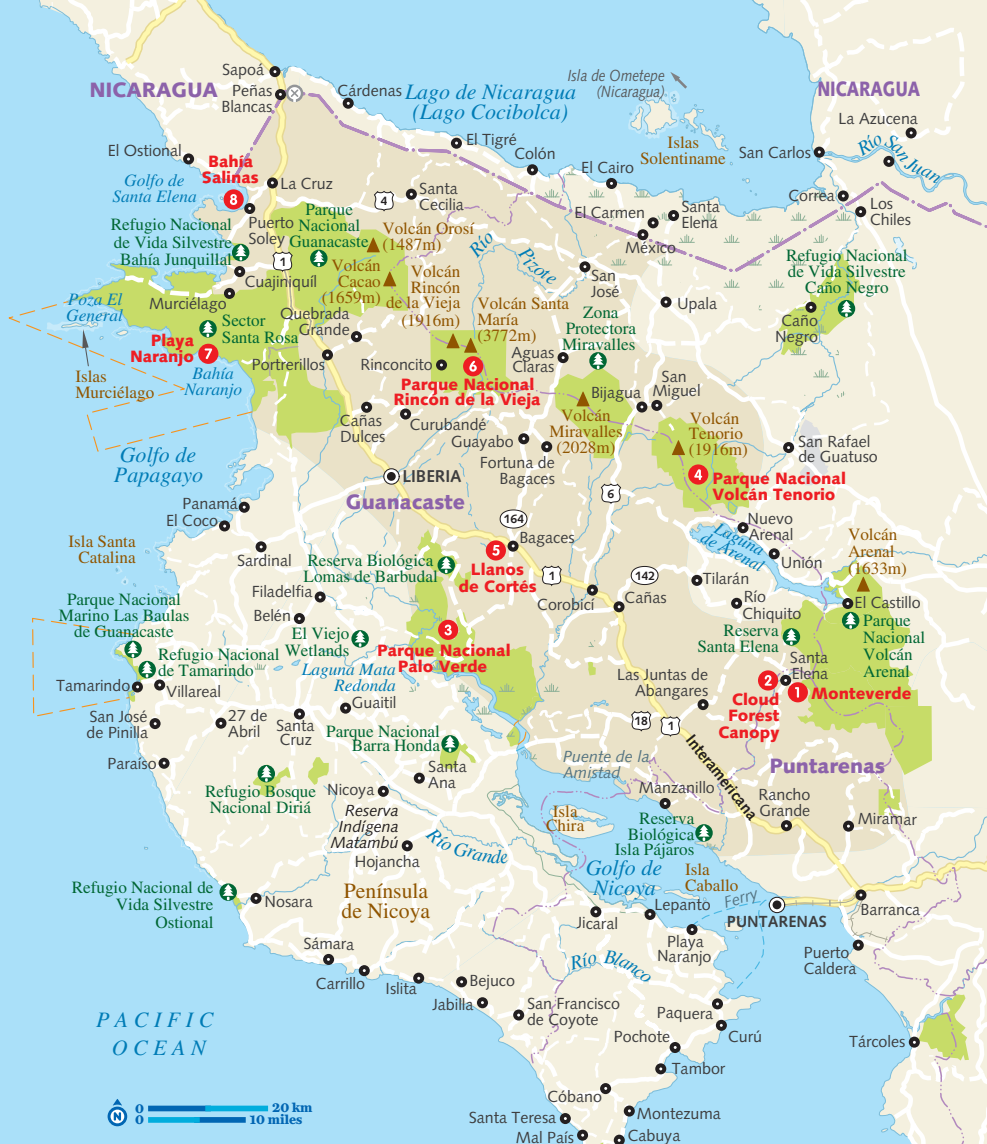 Sapoá
NICARAGUA
Peñas
Blancas
Cárdenas
Lago de Nicaragua
(Lago Cocibolca)
Isla de Ometepe
(Nicaragua)
NICARAGUA
La Azucena
Río San Juan
San Carlos
Islas
Solentiname
El Tigré
Colón
El Cairo
El Ostional
Bahía
Salinas
8
Golfo de
Santa Elena
La Cruz
4
Santa
Cecilia
Correa
Los
Chiles
El Carmen
Santa
Elena
México
Puerto
Soley
Parque
Nacional
Guanacaste
Volcán Orosí
(1487m)
Río
Pizote
Refugio Nacional
de Vida Silvestre
Bahía Junquillal
1
Cuajiniquil
Volcán
Cacao
(1659m)
Volcán
Rincón
de la Vieja
(1916m)
San
José
Refugio Nacional
de Vida Silvestre
Caño Negro
Murciélago
Poza El
General
Quebrada
Grande
Volcán Santa
María
(3772m)
Zona
Protectora
Miravalles
Upala
Caño
Negro
Sector
Santa Rosa
Playa
Naranjo
7
Bahía
Naranjo
Islas
Murciélago
Portrerillos
Rinconcito
6
Aguas
Claras
Parque Nacional
Rincón de la Vieja
Bijagua
San
Miguel
Cañas
Dulces
Curubandé
Guayabo
Volcán
Miravalles
(2028m)
Volcán
Tenorio
(1916m)
Fortuna de
Bagaces
San Rafael
de Guatuso
Golfo de
Papagayo
LIBERIA
Guanacaste
4
Parque Nacional
Volcán Tenorio
6
Panamá
El Coco
164
Nuevo
Arenal
Laguna
de Arenal
Isla Santa
Catalina
Sardinal
Reserva Biológica
Lomas de Barbudal
5
Bagaces
Llanos
de Cortés
1
142
Unión
Volcán
Arenal
(1633m)
Tilarán
Filadelfia
Corobicí
Cañas
Río
Chiquito
El Castillo
Parque Nacional
Marino Las Baulas
de Guanacaste
Belén
El Viejo
Wetlands
3
Parque Nacional
Palo Verde
Reserva
Santa Elena
Parque
Nacional
Volcán
Arenal
Refugio Nacional
de Tamarindo
Laguna Mata
Redonda
Santa
Elena
2
1
Monteverde
Cloud
Forest
Canopy
Tamarindo
Villareal
Guaitil
Las Juntas de
Abangares
San José
de Pinilla
27 de
Abril
Santa
Cruz
18
1
Interamericana
Parque Nacional
Barra Honda
Puente de la
Amistad
Puntarenas
Paraíso
Santa
Ana
Refugio Bosque
Nacional Diriá
Nicoya
Manzanillo
Rancho
Grande
Reserva
Indígena
Matambú
Isla
Chira
Reserva
Biológica
Isla Pájaros
Miramar
Hojancha
Río Grande
Golfo de
Nicoya
Isla
Caballo
Refugio Nacional de
Vida Silvestre
Ostional
Nosara
Península
de Nicoya
Ferry
Lepanto
PUNTARENAS
Barranca
Jicaral
Playa
Naranjo
Sámara
Puerto
Caldera
Carrillo
Islita
Bejuco
Río Blanco
Jabilla
San Francisco
de Coyote
Paquera
Curú
PACIFIC
OCEAN
Pochote
Tárcoles
Tambor
Cóbano
N
0 20 km
0 10 miles
Santa Teresa
Montezuma
Mal País
Cabuya